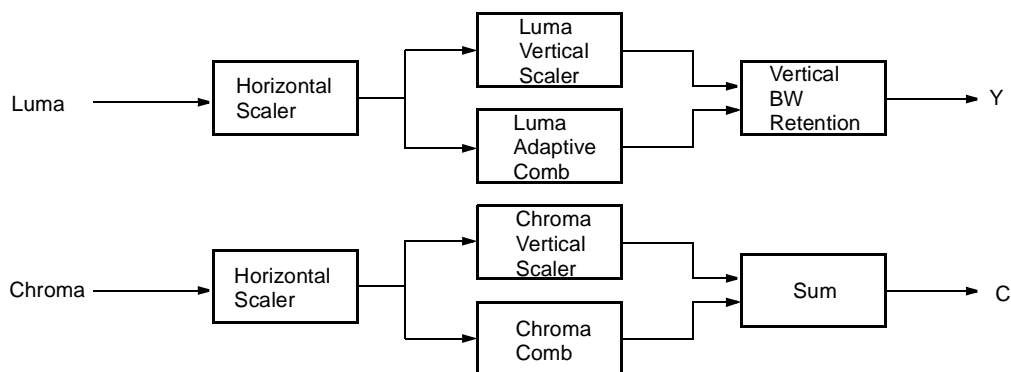 Luma
Horizontal
Scaler
Luma
Vertical
Scaler
Luma
Adaptive
Comb
Vertical
BW
Retention
Y
Chroma
Horizontal
Scaler
Chroma
Vertical
Scaler
Chroma
Comb
Sum
C